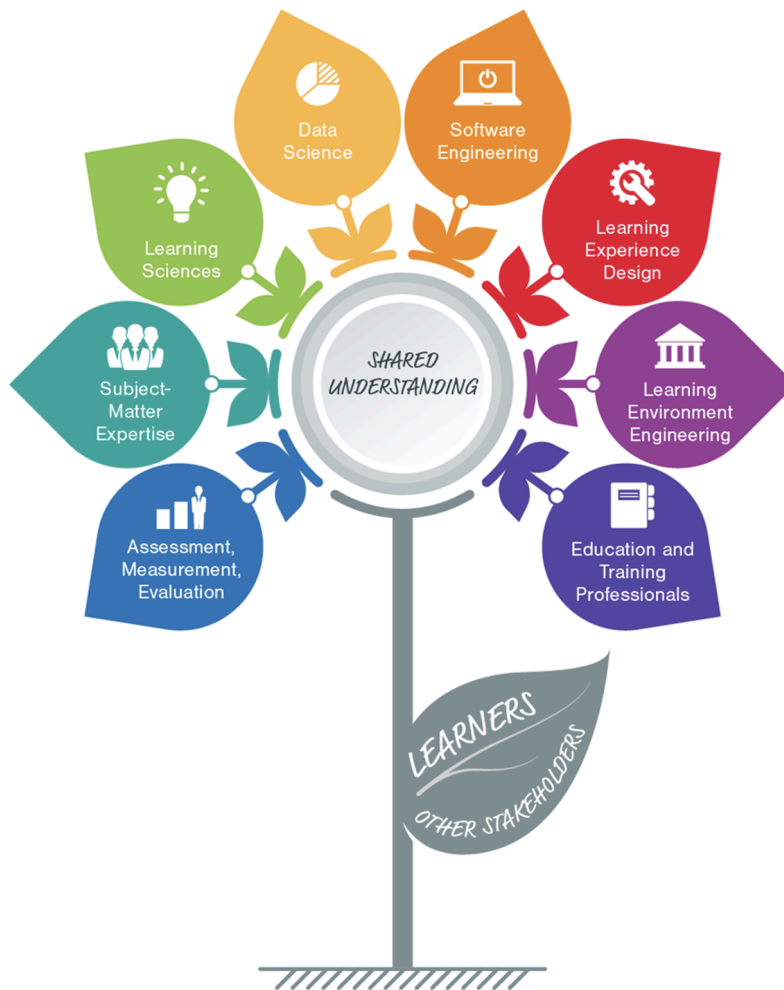 Data
Science
Software
Engineering
Learning
Sciences
Learning
Experience
Design
SHARED
UNDERSTANDING
Subject-
Matter
Expertise
Learning
Environment
Engineering
Assessment,
Measurement,
Evaluation
Education and
Training
Professionals
LEARNERS
OTHER STAKEHOLDERS